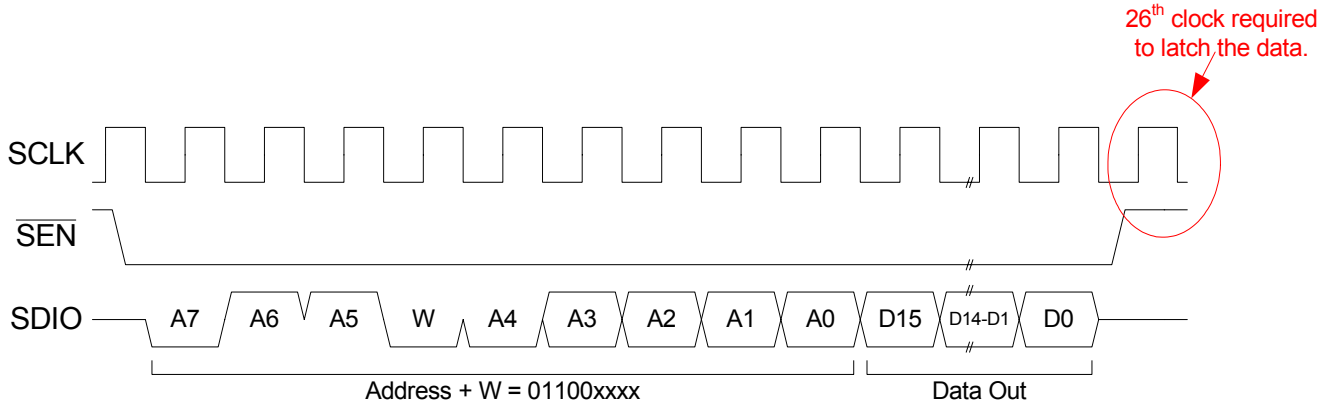 26th clock required
to latch the data.
SCLK
SEN
SDIO
A7 A6 A5 W A4 A3 A2 A1 A0 D15 D14-D1 D0
Address + W = 01100xxxx
Data Out